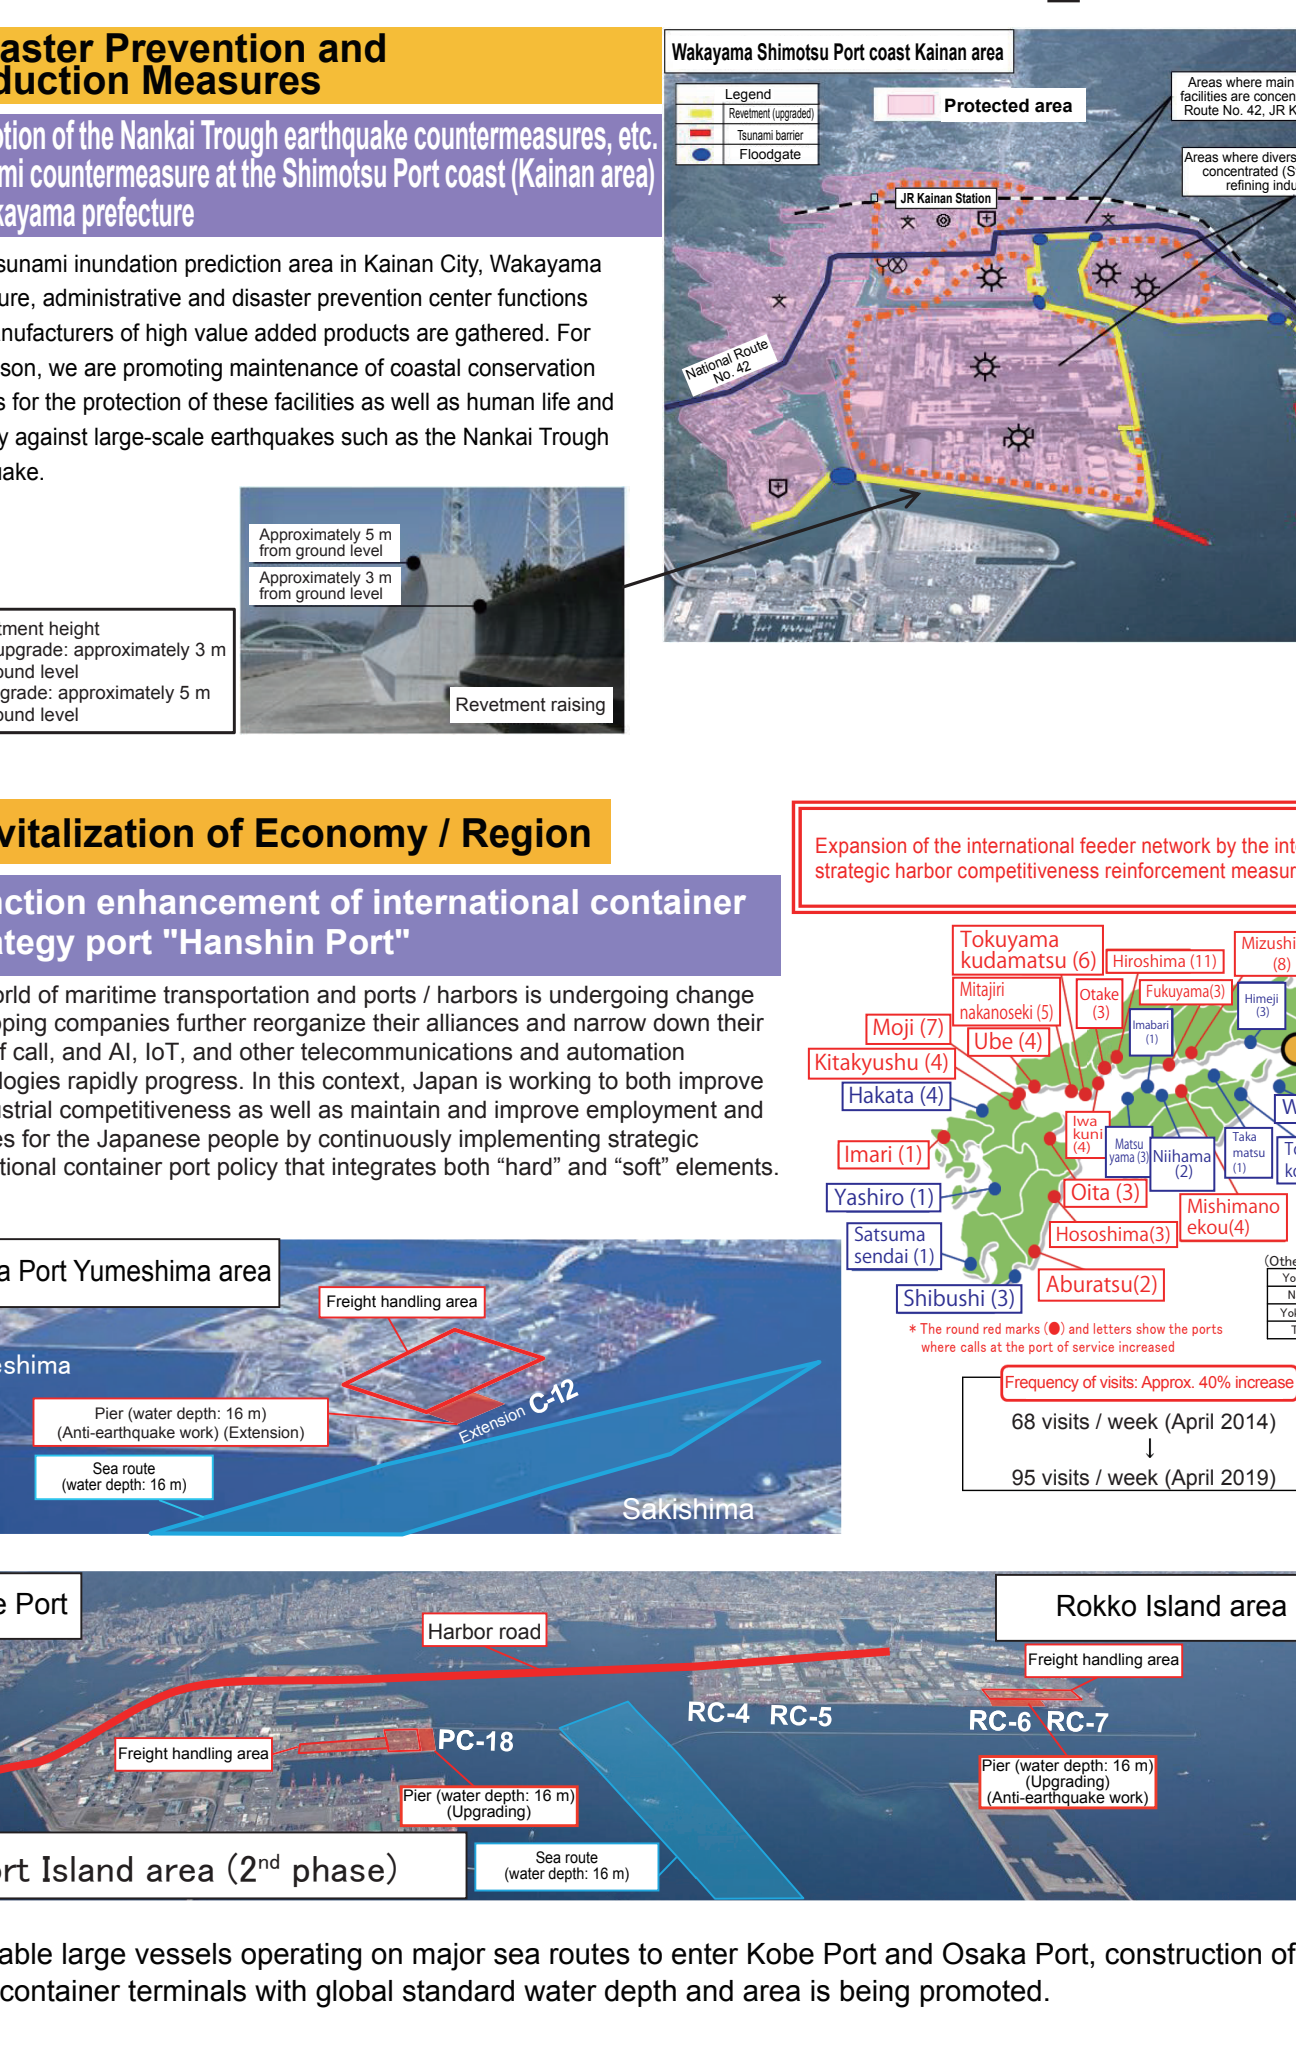 aster Prevention and
duction Measures
otion of the Nankai Trough earthquake countermeasures, etc.
mi countermeasure at the Shimotsu Port coast (Kainan area)
kayama prefecture
sunami inundation prediction area in Kainan City, Wakayama
ure, administrative and disaster prevention center functions
nufacturers of high value added products are gathered. For
son, we are promoting maintenance of coastal conservation
s for the protection of these facilities as well as human life and
y against large-scale earthquakes such as the Nankai Trough
uake.
Approximately 5 m
from ground level
Approximately 3 m
from ground level
Revetment raising
tment height
upgrade: approximately 3 m
ound level
grade: approximately 5 m
ound level
Wakayama Shimotsu Port coast Kainan area
Legend
Revetment (upgraded)
Tsunami barrier
Floodgate
Protected area
Areas where main
facilities are concen
Route No. 42, JR K
Areas where divers
concentrated (S
refining indu
JR Kainan Station
National Route
No. 42
vitalization of Economy / Region
nction enhancement of international container
ategy port "Hanshin Port"
orld of maritime transportation and ports / harbors is undergoing change
pping companies further reorganize their alliances and narrow down their
f call, and AI, IoT, and other telecommunications and automation
logies rapidly progress. In this context, Japan is working to both improve
ustrial competitiveness as well as maintain and improve employment and
es for the Japanese people by continuously implementing strategic
tional container port policy that integrates both “hard” and “soft” elements.
Expansion of the international feeder network by the int
strategic harbor competitiveness reinforcement measur
Tokuyama
kudamatsu (6)
Hiroshima (11)
Mizushi
(8)
Mitajiri
nakanoseki (5)
Otake
(3)
Fukuyama(3)
Himeji
(3)
Moji (7)
Ube (4)
Imabari
(1)
Kitakyushu (4)
Hakata (4)
Imari (1)
Iwa
kuni
(4)
Matsu
yama (3)
Niihama
(2)
Taka
matsu
(1)
W
To
ko
Yashiro (1)
Oita (3)
Mishimano
ekou(4)
Satsuma
sendai (1)
Hososhima(3)
Shibushi (3)
Aburatsu(2)
(Othe
Yo
N
Yok
T
* The round red marks (●) and letters show the ports
where calls at the port of service increased
Frequency of visits: Approx. 40% increase
68 visits / week (April 2014)
↓
95 visits / week (April 2019)
a Port Yumeshima area
Freight handling area
eshima
Pier (water depth: 16 m)
(Anti-earthquake work) (Extension)
Extension C-12
Sea route
(water depth: 16 m)
Sakishima
e Port
Rokko Island area
Harbor road
Freight handling area
RC-4 RC-5
RC-6 RC-7
PC-18
Freight handling area
Pier (water depth: 16 m)
(Upgrading)
Pier (water depth: 16 m)
(Upgrading)
(Anti-earthquake work)
Sea route
(water depth: 16 m)
ort Island area (2nd phase)
able large vessels operating on major sea routes to enter Kobe Port and Osaka Port, construction of
container terminals with global standard water depth and area is being promoted.